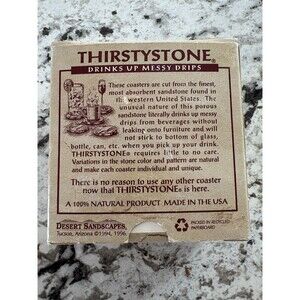 THIRSTYSTONE®
DRINKS UP MESSY DRIPS
These coasters are cut from the finest,
most absorbent sandstone found in
the western United States. The
unusual nature of this porous
sandstone literally drinks up messy
drips from beverages without
leaking onto furniture and will
not stick to bottom of glass,
bottle, can, etc. when you pick up your drink.
THIRSTYSTONE® requires little to no care.
Variations in the stone color and pattern are natural
and make each coaster individual and unique.
There is no reason to use any other coaster
now that THIRSTYSTONE® is here.
A 100% NATURAL PRODUCT MADE IN THE USA
DESERT SANDSCAPES,
Tucson, Arizona ©1994, 1996
PACKAGED IN RECYCLED
PAPERBOARD